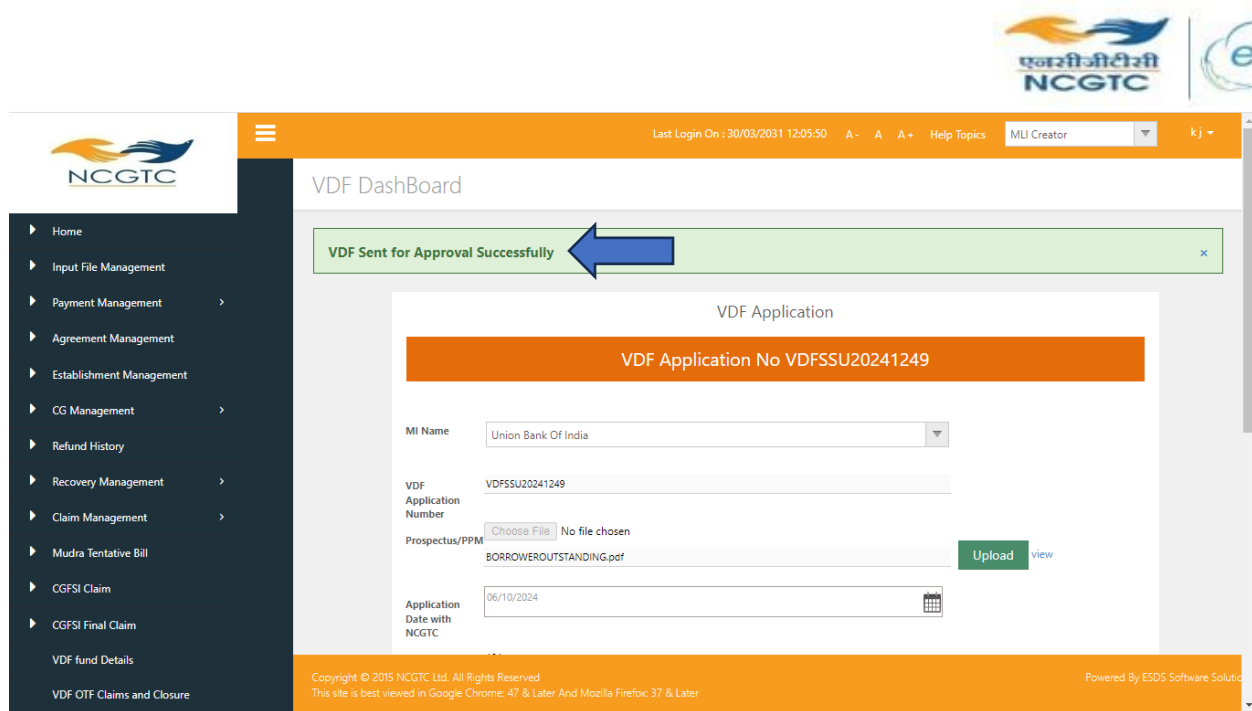 एनसीजीटीसी
NCGTC
e
NCGTC
Last Login On : 30/03/2031 12:05:50 A - A A + Help Topics MLI Creator k j
VDF DashBoard
Home
Input File Management
Payment Management
Agreement Management
Establishment Management
CG Management
Refund History
Recovery Management
Claim Management
Mudra Tentative Bill
CGFSI Claim
CGFSI Final Claim
VDF fund Details
VDF OTF Claims and Closure
VDF Sent for Approval Successfully ×
VDF Application
VDF Application No VDFSSU20241249
MI Name Union Bank Of India
VDF Application Number VDFSSU20241249
Prospectus/PPM Choose File No file chosen
BORROWEROUTSTANDING.pdf Upload view
Application Date with NCGTC 06/10/2024
Copyright © 2015 NCGTC Ltd. All Rights Reserved
This site is best viewed in Google Chrome: 47 & Later And Mozilla Firefox: 37 & Later
Powered By ESDS Software Solutio